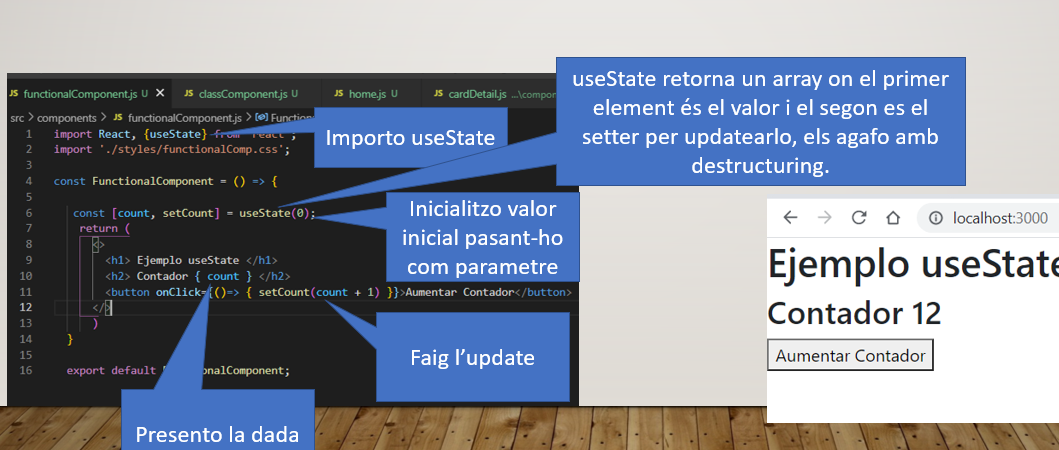 JS functionalComponent.js U ✕ JS classComponent.js U JS home.js U JS cardDetail.js ...\compon
src > components > JS functionalComponent.js >
1 import React, {useState} from 'react';
2 import './styles/functionalComp.css';
3
4 const FunctionalComponent = () => {
5
6 const [count, setCount] = useState(0);
7 return (
8 <>
9 <h1> Ejemplo useState </h1>
10 <h2> Contador { count } </h2>
11 <button onClick={()=> { setCount(count + 1) }}>Aumentar Contador</button>
12 </>
13 )
14 }
15
16 export default
Importo useState
useState retorna un array on el primer
element és el valor i el segon es el
setter per updatearlo, els agafo amb
destructuring.
Inicialitzo valor
inicial pasant-ho
com parametre
Faig l'update
Presento la dada
localhost:3000
Ejemplo useState
Contador 12
Aumentar Contador